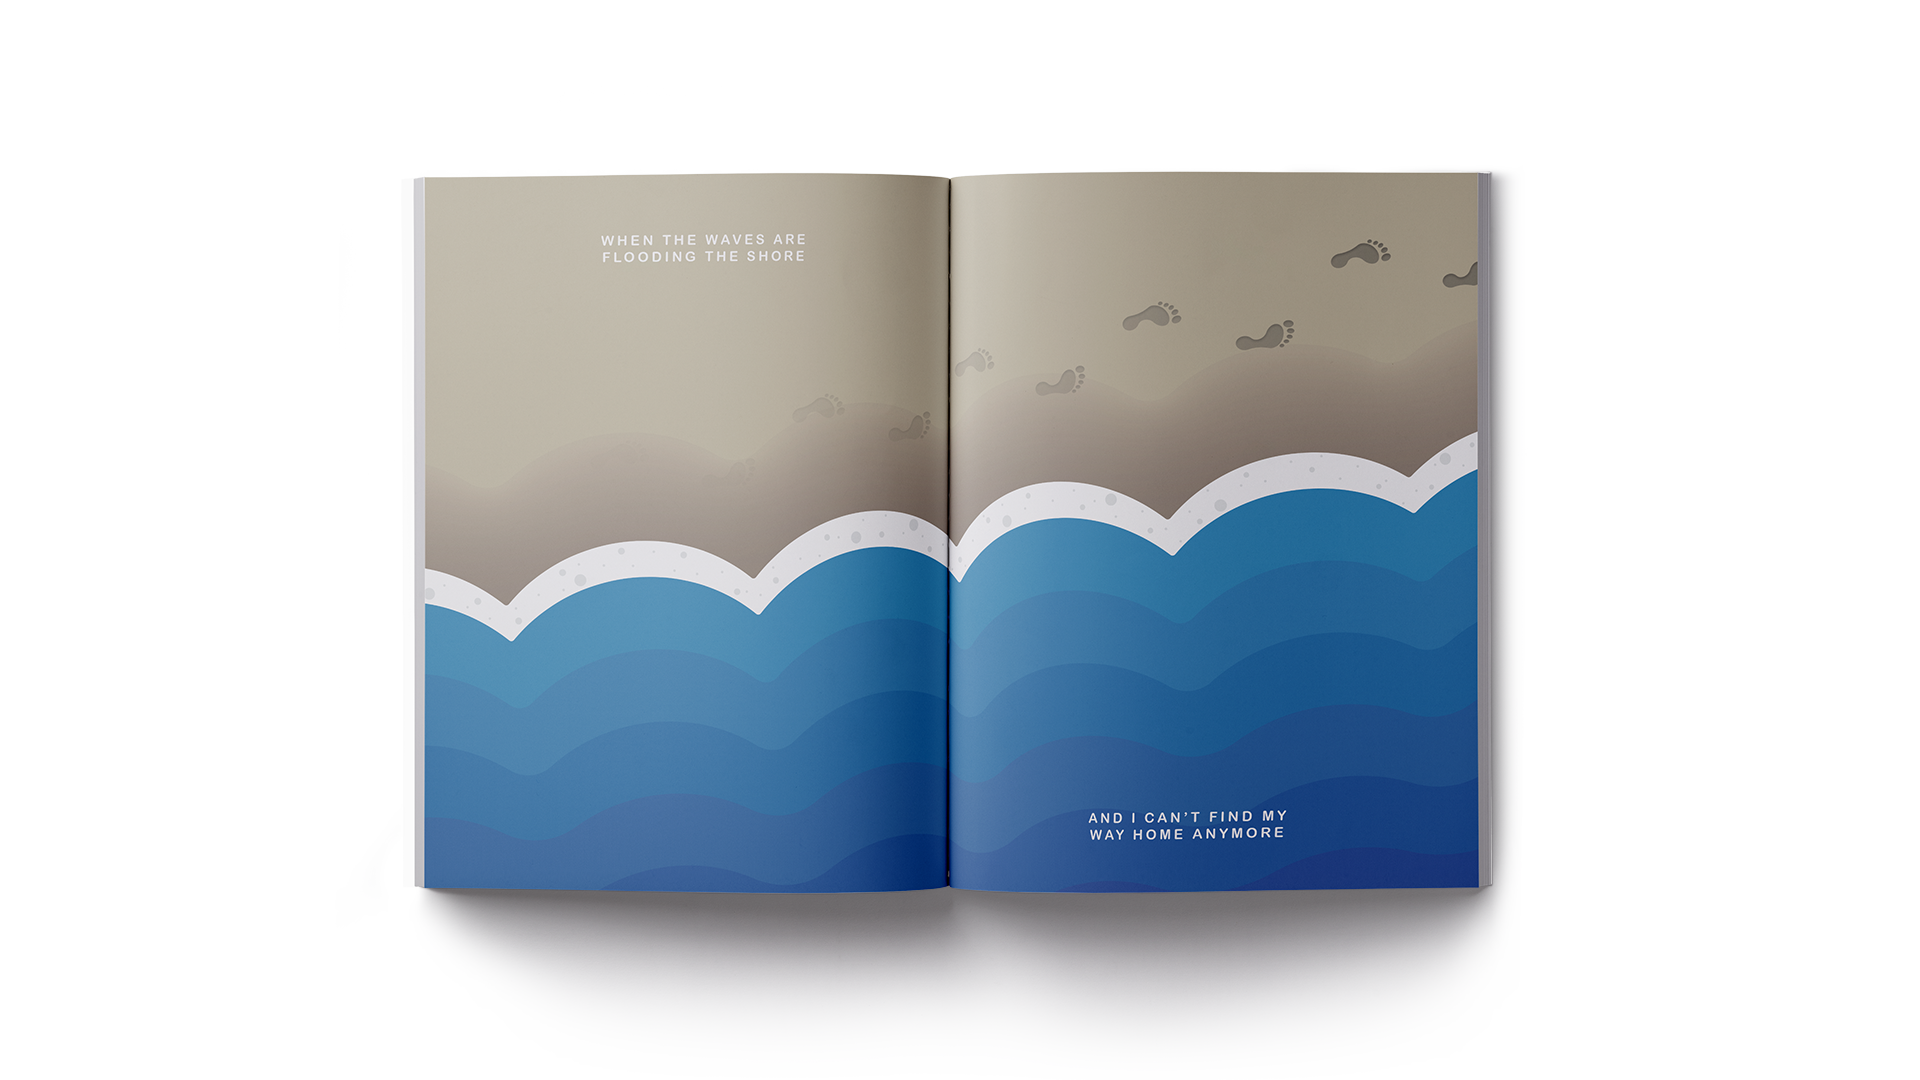 WHEN THE WAVES ARE
FLOODING THE SHORE
AND I CAN'T FIND MY
WAY HOME ANYMORE